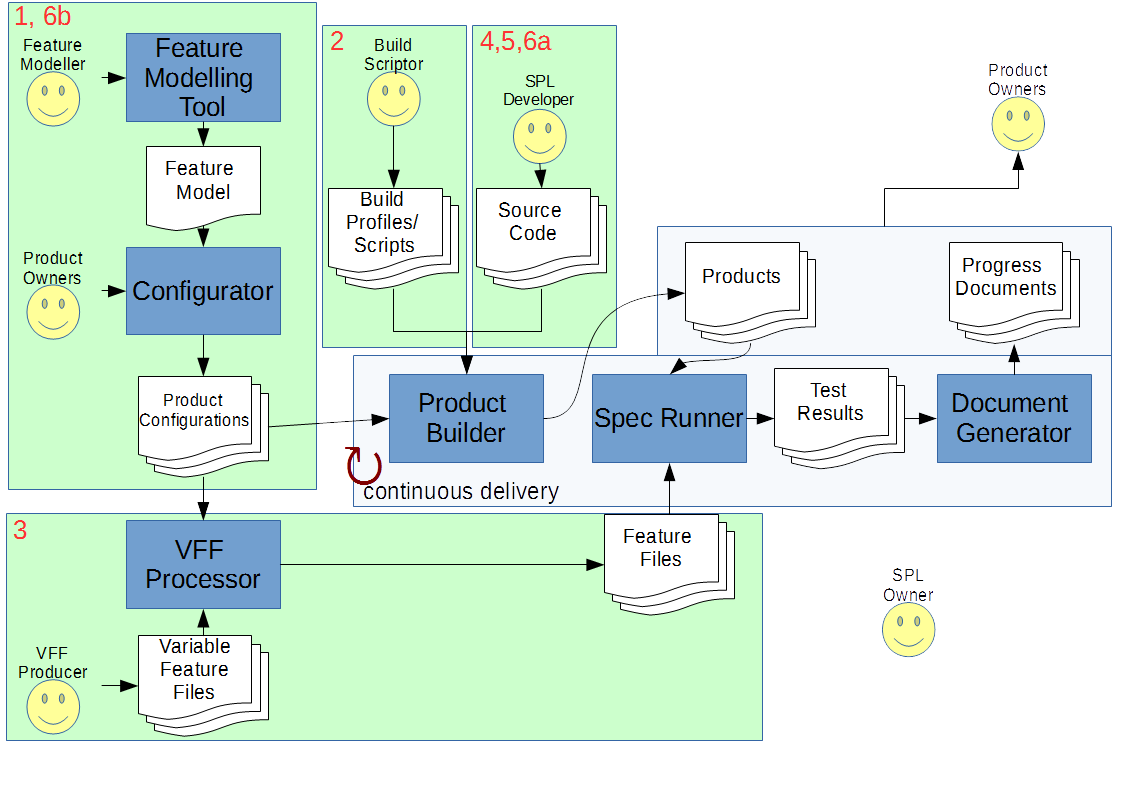 1, 6b
Feature
Modeller
Feature
Modelling
Tool
Feature
Model
Product
Owners
Configurator
Product
Configurations
2
Build
Scriptor
Build
Profiles/
Scripts
4,5,6a
SPL
Developer
Source
Code
Product
Owners
Products
Progress
Documents
Product
Builder
Spec Runner
Test
Results
Document
Generator
continuous delivery
3
VFF
Processor
Feature
Files
VFF
Producer
Variable
Feature
Files
SPL
Owner